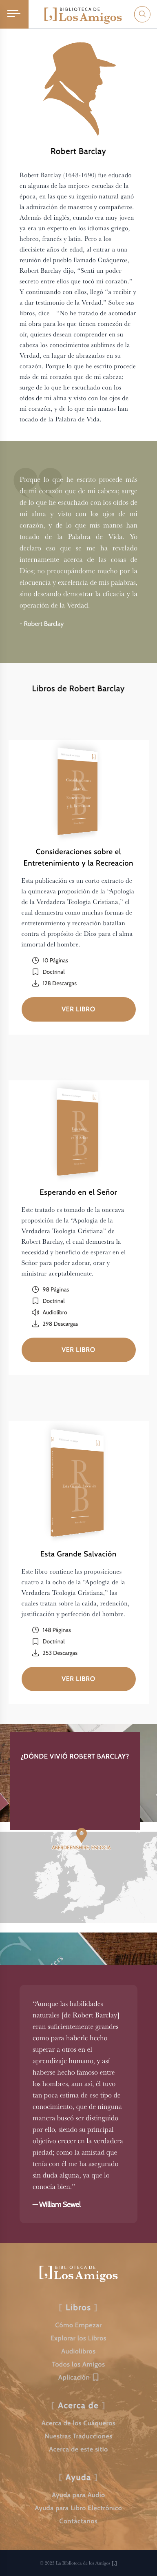 BIBLIOTECA DE
Los Amigos
Robert Barclay
Robert Barclay (1648-1690) fue educado
en algunas de las mejores escuelas de la
época, en las que su ingenio natural ganó
la admiración de maestros y compañeros.
Además del inglés, cuando era muy joven
ya era un experto en los idiomas griego,
hebreo, francés y latín. Pero a los
diecisiete años de edad, al entrar a una
reunión del pueblo llamado Cuáqueros,
Robert Barclay dijo, “Sentí un poder
secreto entre ellos que tocó mi corazón.”
Y continuando con ellos, llegó “a recibir y
a dar testimonio de la Verdad.” Sobre sus
libros, dice—“No he tratado de acomodar
mi obra para los que tienen comezón de
oír, quienes desean comprender en su
cabeza los conocimientos sublimes de la
Verdad, en lugar de abrazarlos en su
corazón. Porque lo que he escrito procede
más de mi corazón que de mi cabeza;
surge de lo que he escuchado con los
oídos de mi alma y visto con los ojos de
mi corazón, y de lo que mis manos han
tocado de la Palabra de Vida.
Porque lo que he escrito procede más
de mi corazón que de mi cabeza; surge
de lo que he escuchado con los oídos de
mi alma y visto con los ojos de mi
corazón, y de lo que mis manos han
tocado de la Palabra de Vida. Yo
declaro eso que se me ha revelado
internamente acerca de las cosas de
Dios; no preocupándome mucho por la
elocuencia y excelencia de mis palabras,
sino deseando demostrar la eficacia y la
operación de la Verdad.
- Robert Barclay
Libros de Robert Barclay
Consideraciones sobre el
Entretenimiento y la Recreacion
Esta publicación es un corto extracto de
la quinceava proposición de la “Apología
de la Verdadera Teología Cristiana,” el
cual demuestra como muchas formas de
entretenimiento y recreación batallan
contra el propósito de Dios para el alma
inmortal del hombre.
10 Páginas
Doctrinal
128 Descargas
VER LIBRO
Esperando en el Señor
Este tratado es tomado de la onceava
proposición de la “Apología de la
Verdadera Teología Cristiana” de
Robert Barclay, el cual demuestra la
necesidad y beneficio de esperar en el
Señor para poder adorar, orar y
ministrar aceptablemente.
98 Páginas
Doctrinal
Audiolibro
298 Descargas
VER LIBRO
Esta Grande Salvación
Este libro contiene las proposiciones
cuatro a la ocho de la “Apología de la
Verdadera Teología Cristiana,” las
cuales tratan sobre la caída, redención,
justificación y perfección del hombre.
148 Páginas
Doctrinal
253 Descargas
VER LIBRO
¿DÓNDE VIVIÓ ROBERT BARCLAY?
“Aunque las habilidades
naturales [de Robert Barclay]
eran suficientemente grandes
como para haberle hecho
superar a otros en el
aprendizaje humano, y así
haberse hecho famoso entre
los hombres, aun así, él tuvo
tan poca estima de ese tipo de
conocimiento, que de ninguna
manera buscó ser distinguido
por ello, siendo su principal
objetivo crecer en la verdadera
piedad; como la amistad que
tenía con él me ha asegurado
sin duda alguna, ya que lo
conocía bien.”
— William Sewel
BIBLIOTECA DE
Los Amigos
[ Libros ]
Cómo Empezar
Explorar los Libros
Audiolibros
Todos los Amigos
Aplicación
[ Acerca de ]
Acerca de los Cuáqueros
Nuestras Traducciones
Acerca de este sitio
[ Ayuda ]
Ayuda para Audio
Ayuda para Libro Electrónico
Contáctanos
© 2025 La Biblioteca de los Amigos